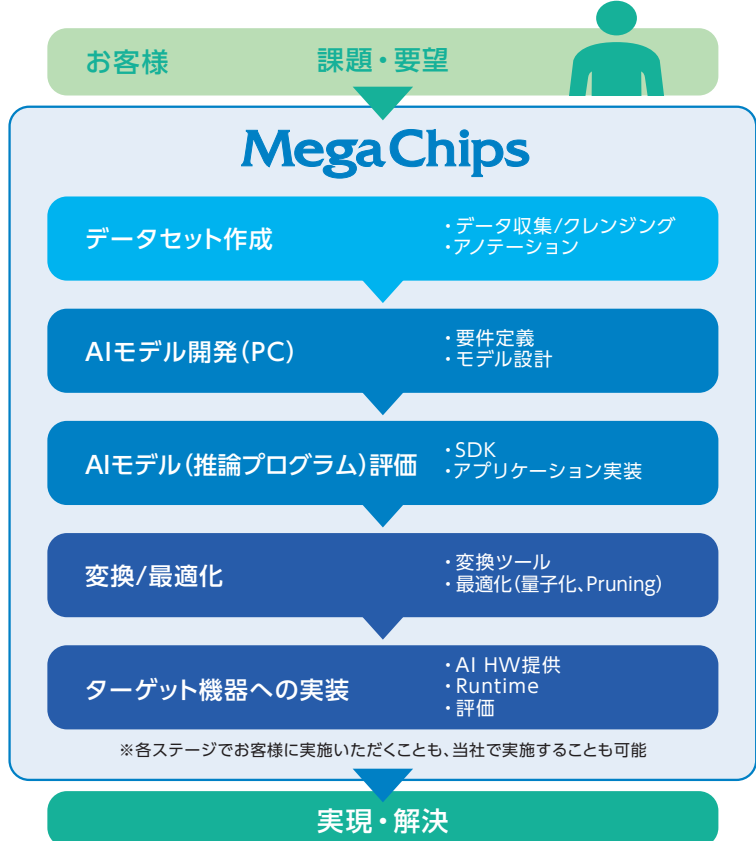 お客様 課題・要望
MegaChips
データセット作成
・データ収集/クレンジング
・アノテーション
AIモデル開発(PC)
・要件定義
・モデル設計
AIモデル(推論プログラム)評価
・SDK
・アプリケーション実装
変換/最適化
・変換ツール
・最適化(量子化、Pruning)
ターゲット機器への実装
・AI HW提供
・Runtime
・評価
※各ステージでお客様に実施いただくことも、当社で実施することも可能
実現・解決